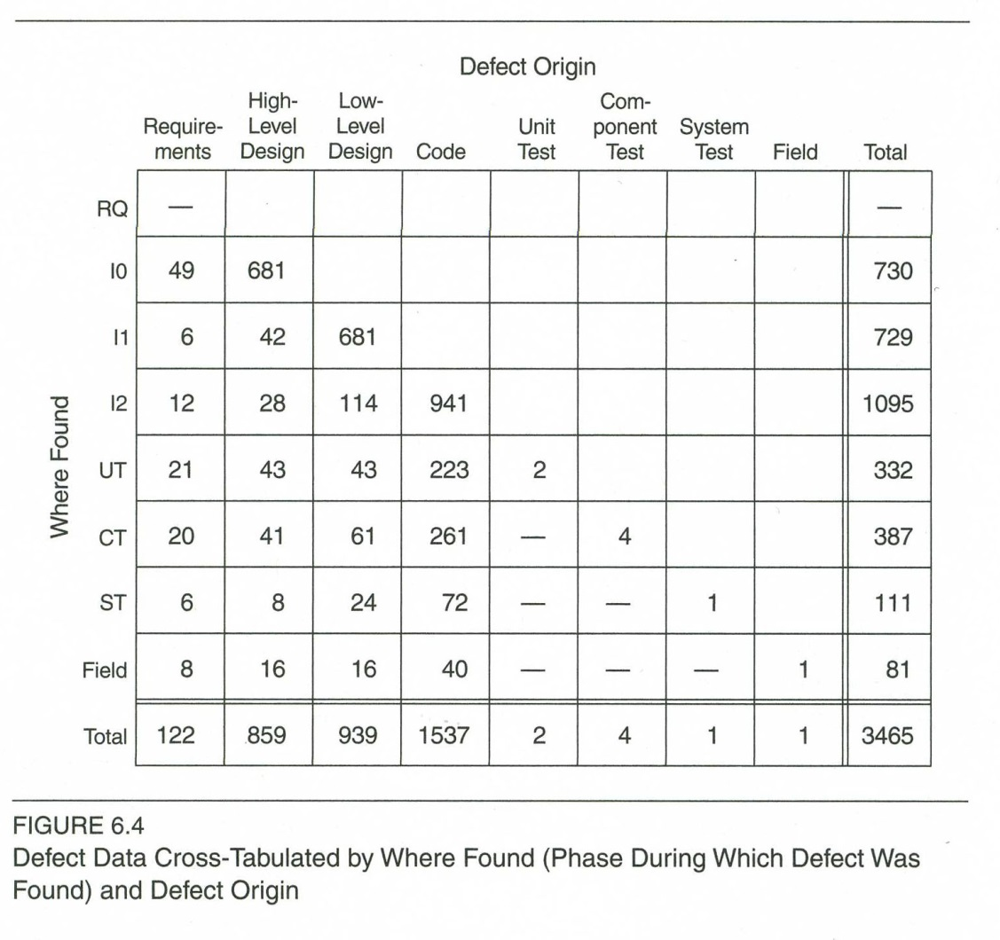 Defect Origin
High- Low- Com-
Require- Level Level Unit ponent System
ments Design Design Code Test Test Test Field Total
RQ — —
I0 49 681 730
I1 6 42 681 729
I2 12 28 114 941 1095
UT 21 43 43 223 2 332
CT 20 41 61 261 — 4 387
ST 6 8 24 72 — — 1 111
Field 8 16 16 40 — — — 1 81
Total 122 859 939 1537 2 4 1 1 3465
Where Found
FIGURE 6.4
Defect Data Cross-Tabulated by Where Found (Phase During Which Defect Was
Found) and Defect Origin